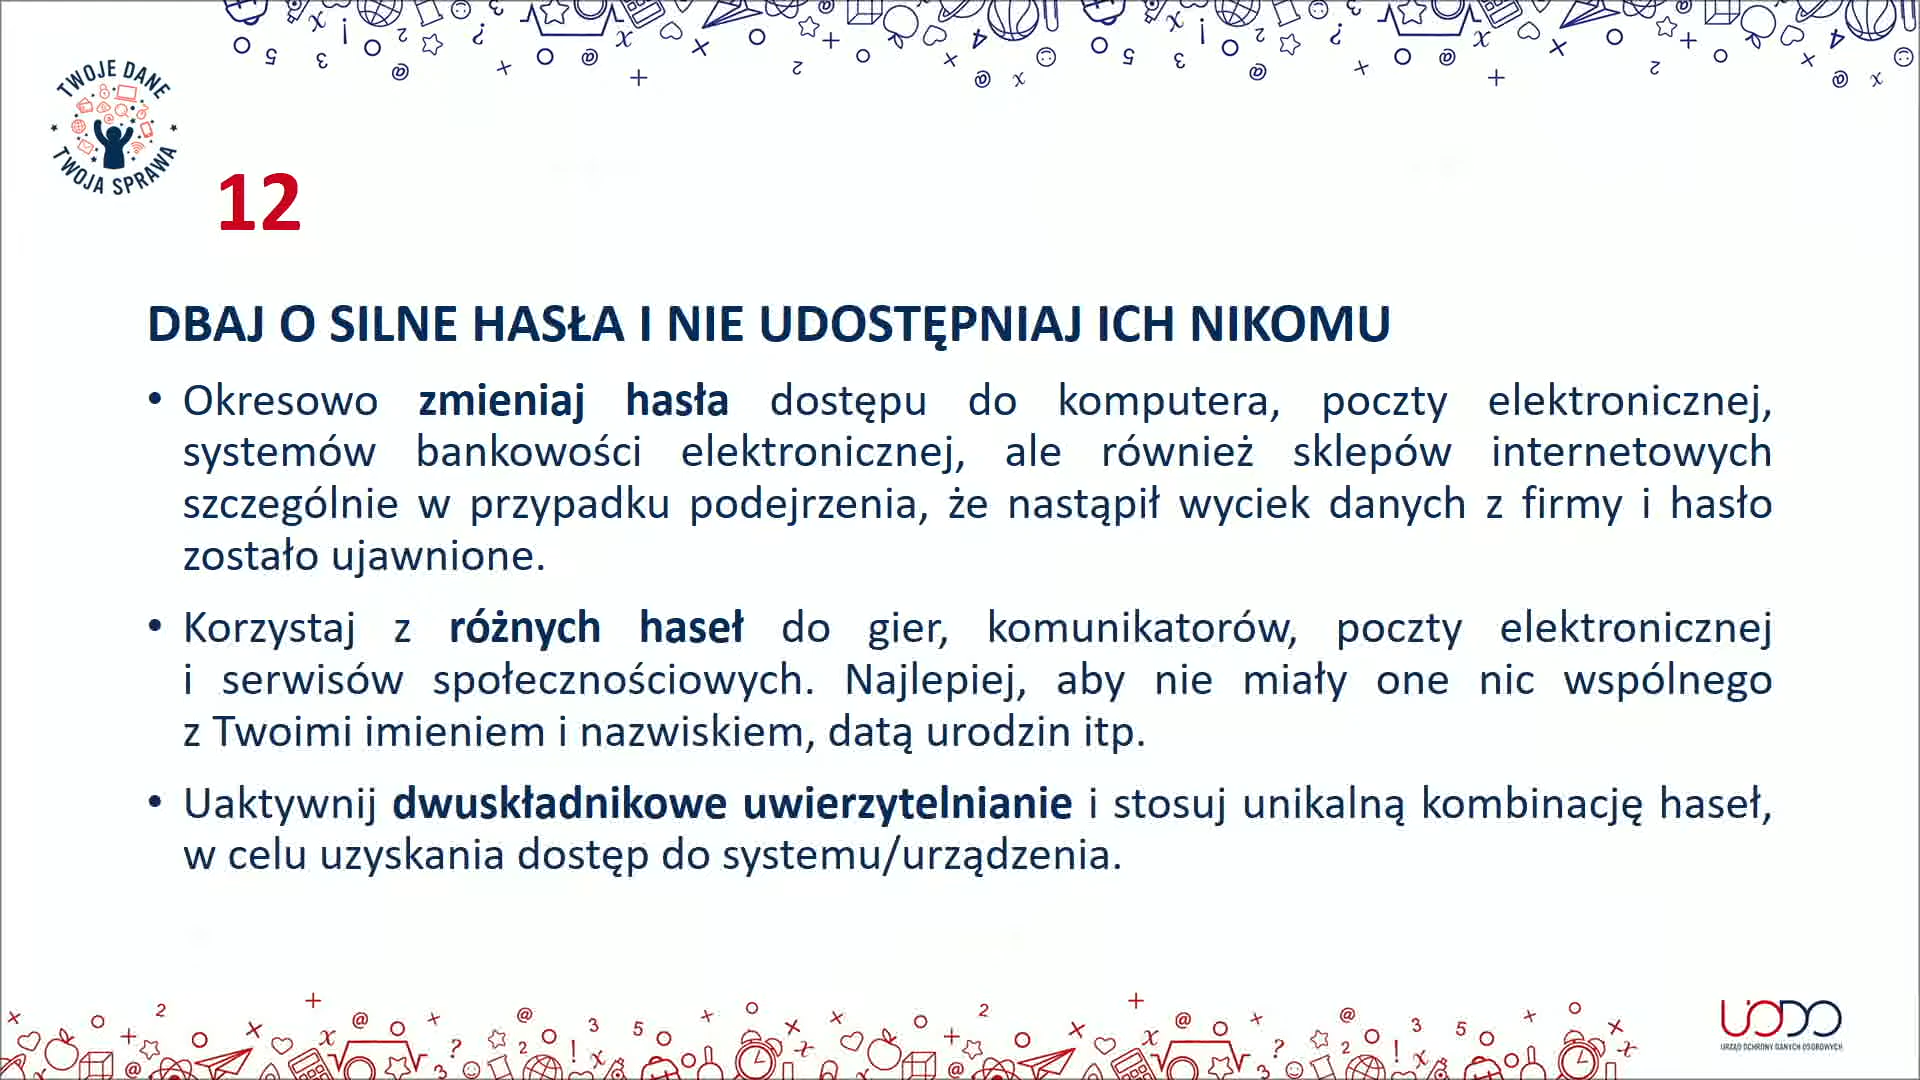 TWOJE DANE
TWOJA SPRAWA
12
DBAJ O SILNE HASŁA I NIE UDOSTĘPNIAJ ICH NIKOMU
• Okresowo zmieniaj hasła dostępu do komputera, poczty elektronicznej,
systemów bankowości elektronicznej, ale również sklepów internetowych
szczególnie w przypadku podejrzenia, że nastąpił wyciek danych z firmy i hasło
zostało ujawnione.
• Korzystaj z różnych haseł do gier, komunikatorów, poczty elektronicznej
i serwisów społecznościowych. Najlepiej, aby nie miały one nic wspólnego
z Twoimi imieniem i nazwiskiem, datą urodzin itp.
• Uaktywnij dwuskładnikowe uwierzytelnianie i stosuj unikalną kombinację haseł,
w celu uzyskania dostęp do systemu/urządzenia.
UODO
URZĄD OCHRONY DANYCH OSOBOWYCH